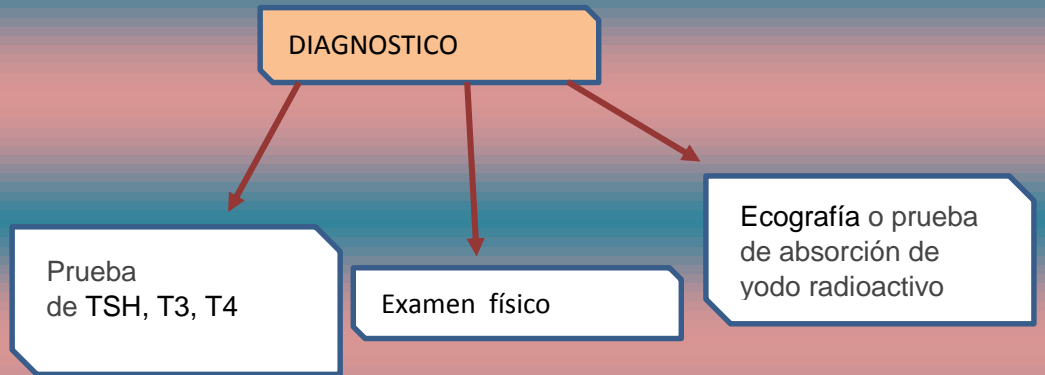 DIAGNOSTICO
Prueba
de TSH, T3, T4
Examen físico
Ecografía o prueba
de absorción de
yodo radioactivo